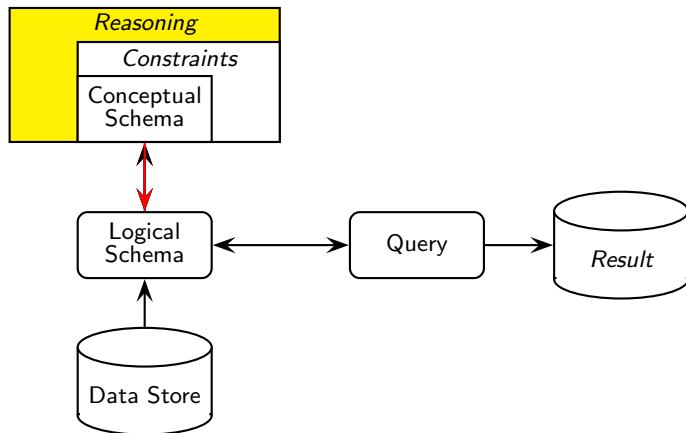 Reasoning
Constraints
Conceptual
Schema
Logical
Schema
Query
Result
Data Store